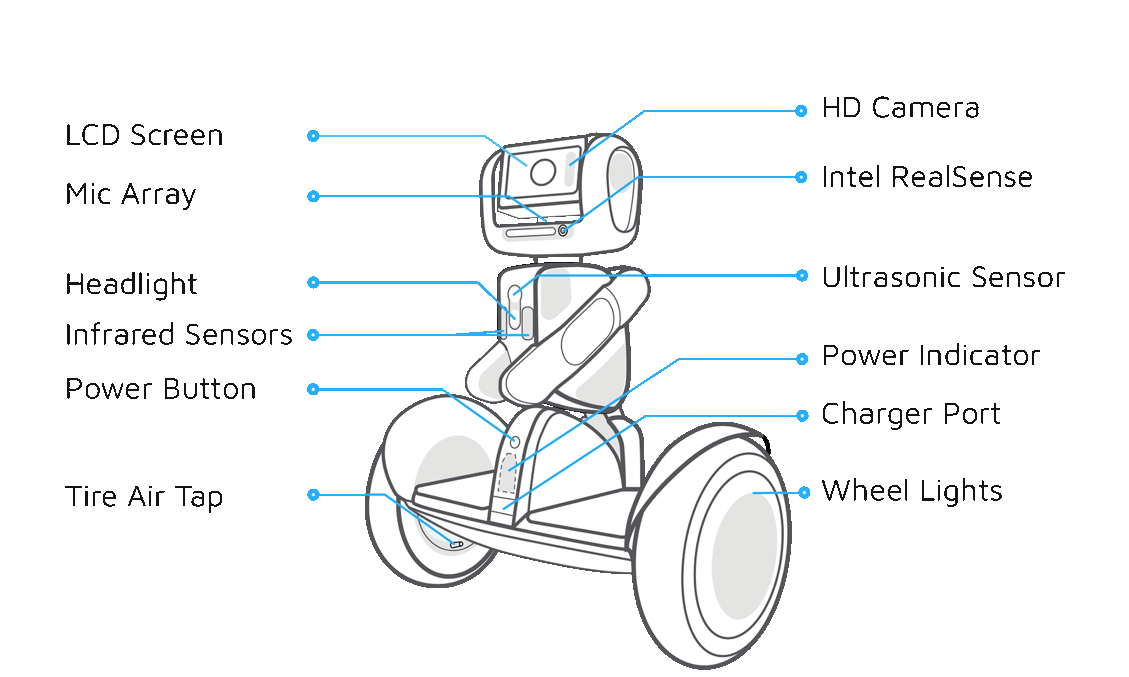 LCD Screen
Mic Array
Headlight
Infrared Sensors
Power Button
Tire Air Tap
HD Camera
Intel RealSense
Ultrasonic Sensor
Power Indicator
Charger Port
Wheel Lights